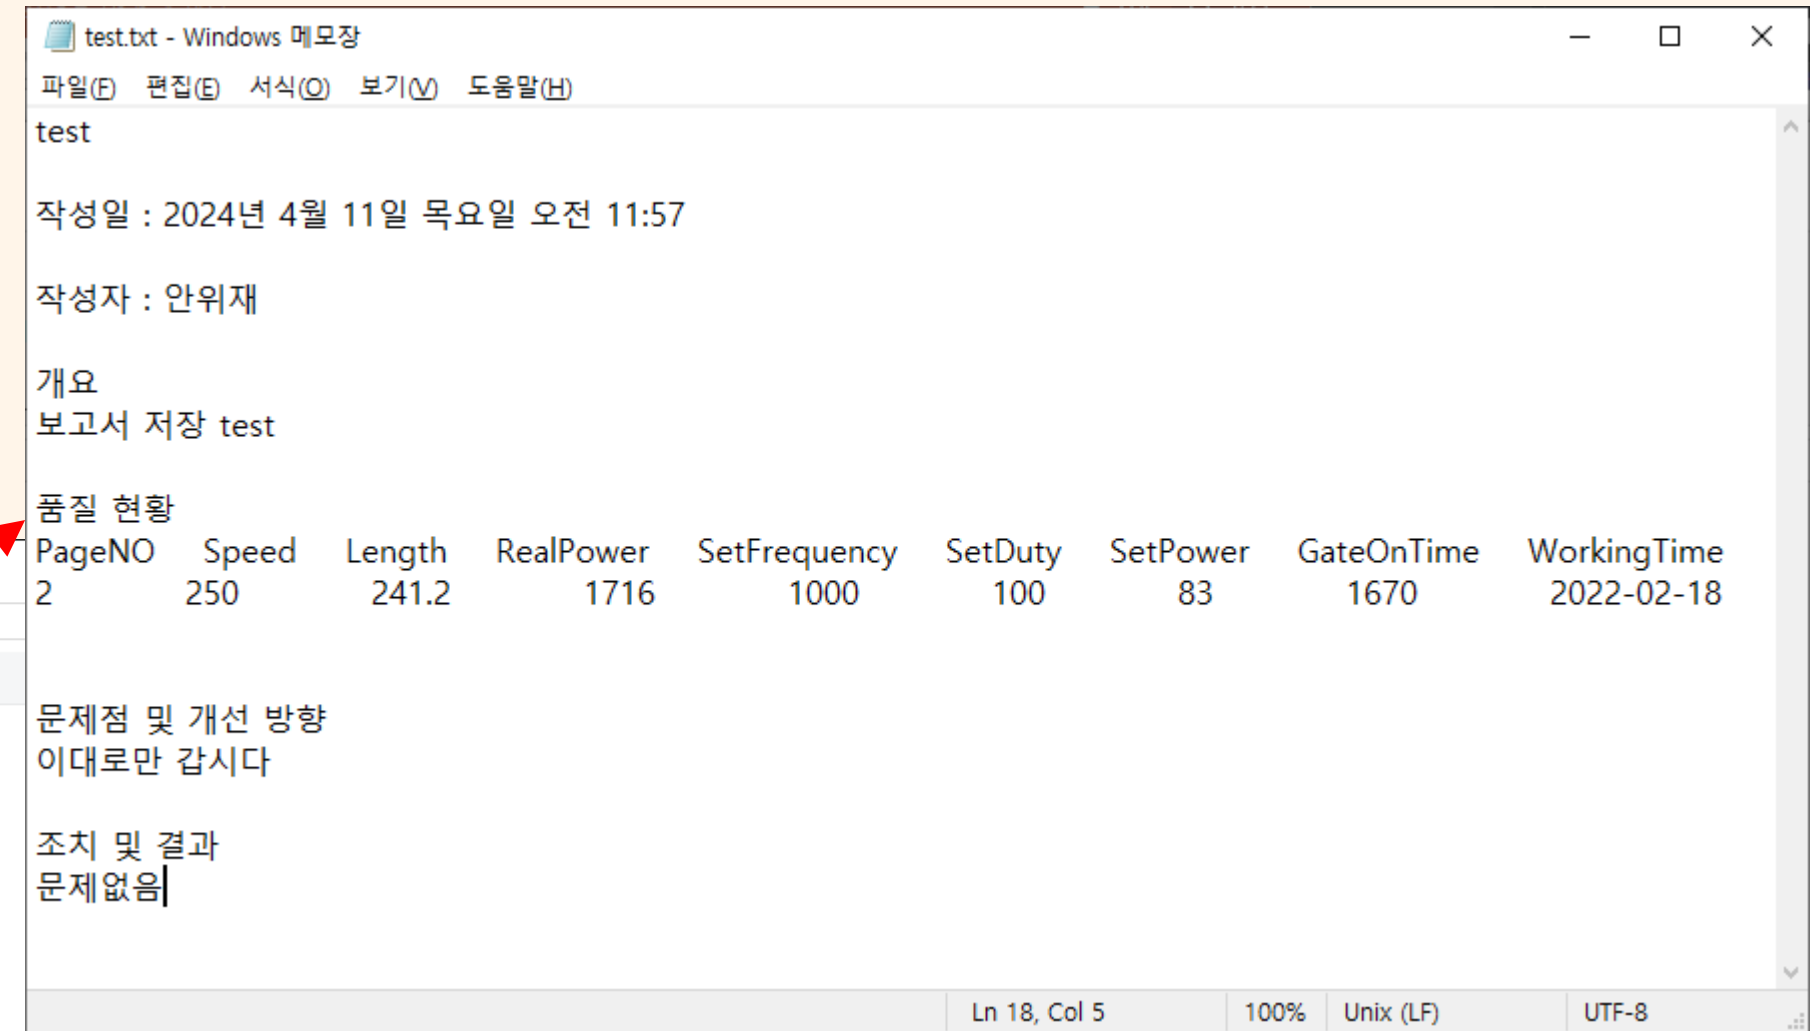 test.txt - Windows 메모장
파일(F) 편집(E) 서식(O) 보기(V) 도움말(H)
test
작성일 : 2024년 4월 11일 목요일 오전 11:57
작성자 : 안위재
개요
보고서 저장 test
품질 현황
PageNO Speed Length RealPower SetFrequency SetDuty SetPower GateOnTime WorkingTime
2 250 241.2 1716 1000 100 83 1670 2022-02-18
문제점 및 개선 방향
이대로만 갑시다
조치 및 결과
문제없음
Ln 18, Col 5 100% Unix (LF) UTF-8